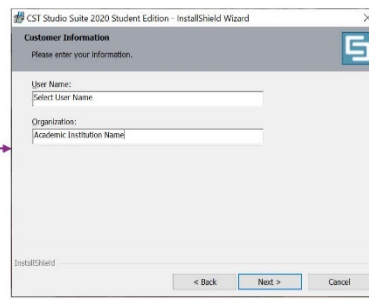 CST Studio Suite 2020 Student Edition - InstallShield Wizard
Customer Information
Please enter your information.
User Name:
Select User Name
Organization:
Academic Institution Name
InstallShield
< Back Next > Cancel